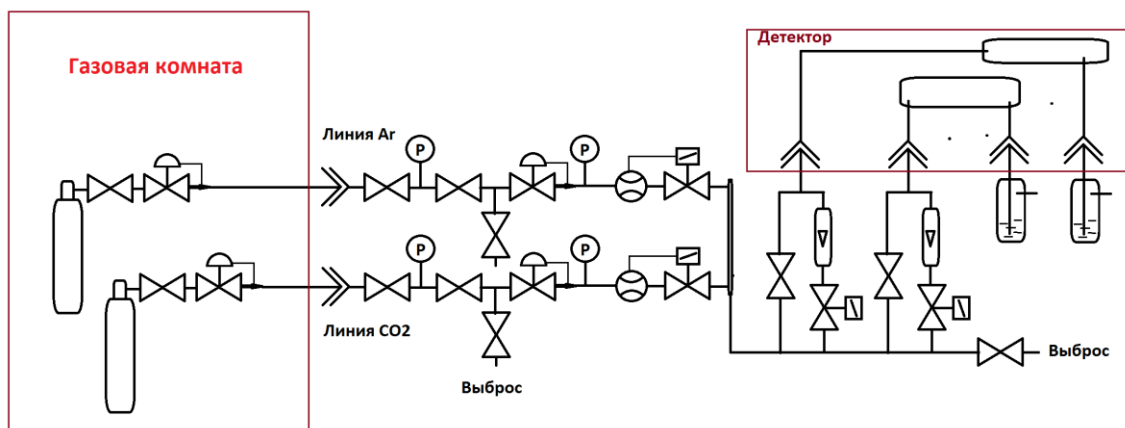 Детектор
Газовая комната
Линия Ar
P
P
P
P
Линия CO2
Выброс
Выброс